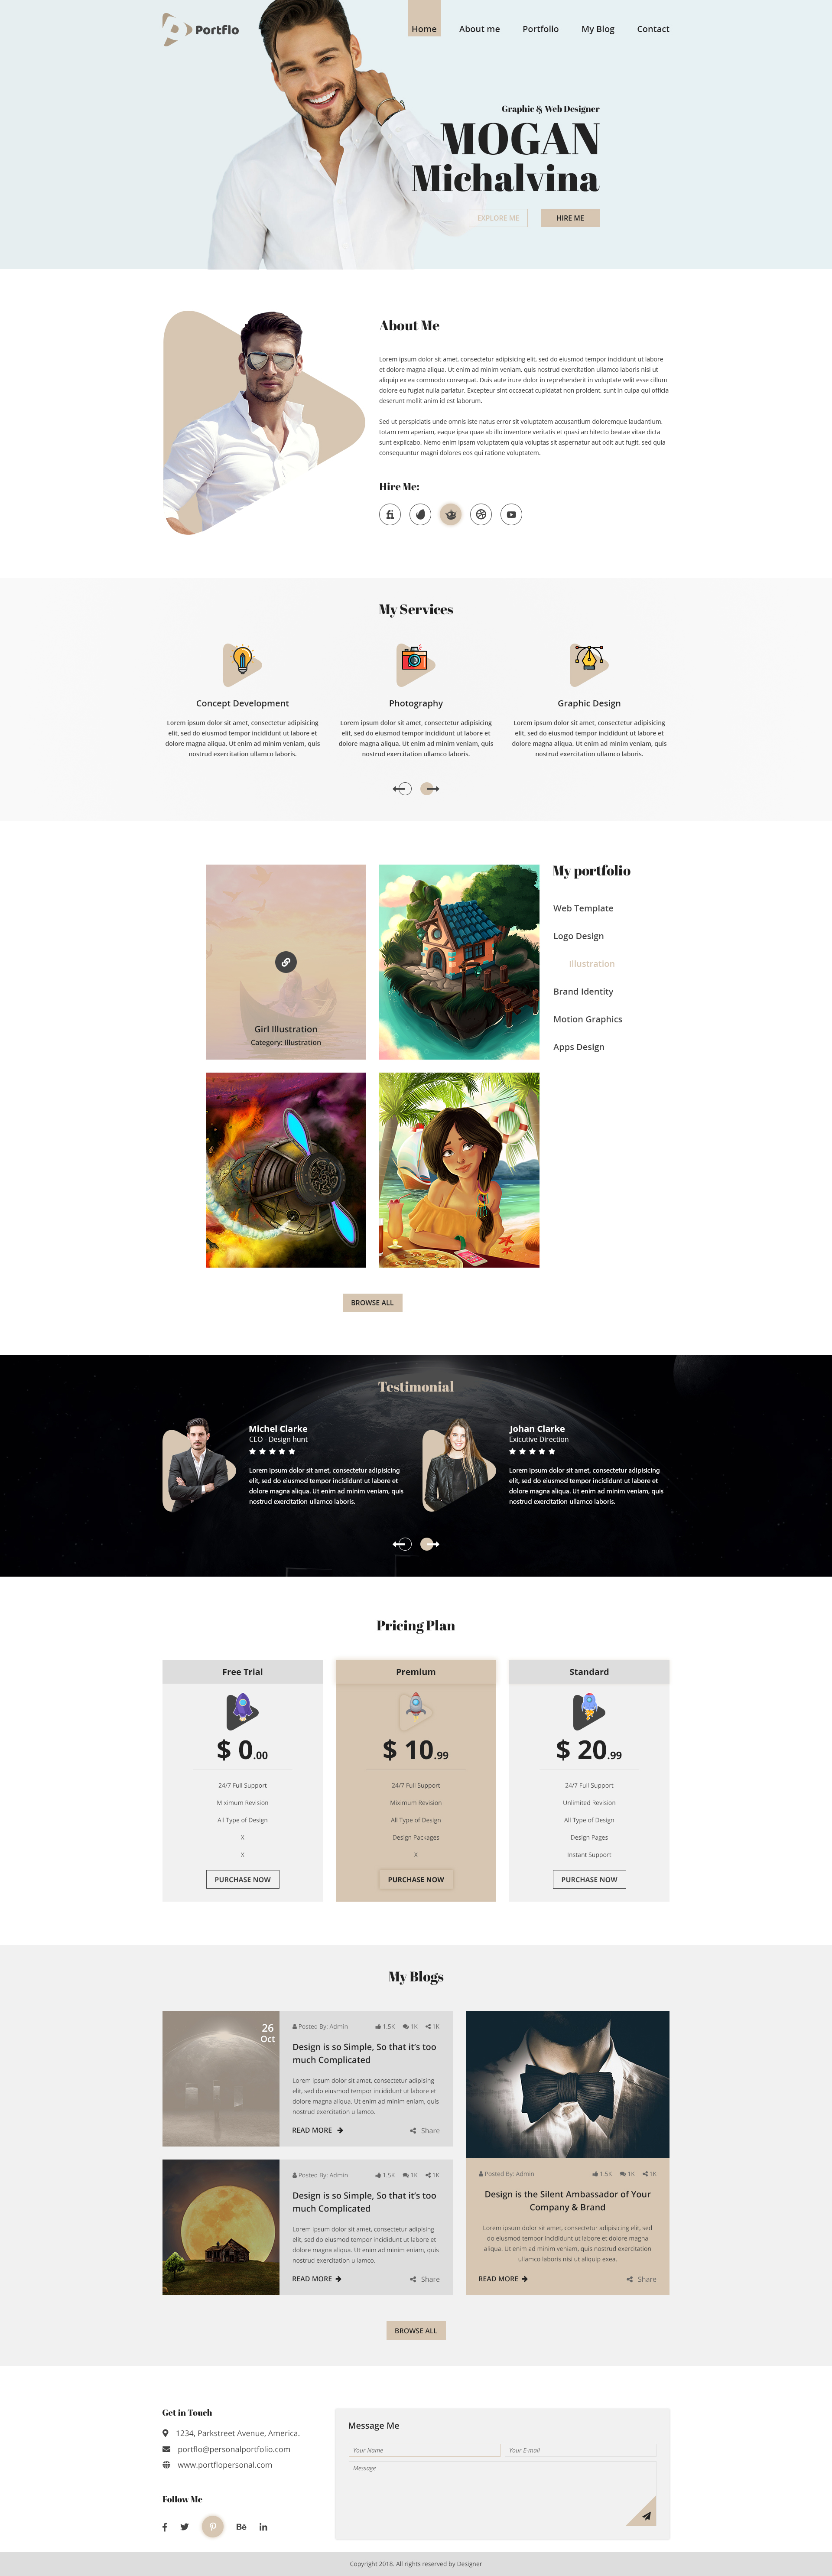 Portflo
Home About me Portfolio My Blog Contact
Graphic & Web Designer
MOGAN
Michalvina
EXPLORE ME HIRE ME
About Me
Lorem ipsum dolor sit amet, consectetur adipisicing elit, sed do eiusmod tempor incididunt ut labore
et dolore magna aliqua. Ut enim ad minim veniam, quis nostrud exercitation ullamco laboris nisi ut
aliquip ex ea commodo consequat. Duis aute irure dolor in reprehenderit in voluptate velit esse cillum
dolore eu fugiat nulla pariatur. Excepteur sint occaecat cupidatat non proident, sunt in culpa qui officia
deserunt mollit anim id est laborum.
Sed ut perspiciatis unde omnis iste natus error sit voluptatem accusantium doloremque laudantium,
totam rem aperiam, eaque ipsa quae ab illo inventore veritatis et quasi architecto beatae vitae dicta
sunt explicabo. Nemo enim ipsam voluptatem quia voluptas sit aspernatur aut odit aut fugit, sed quia
consequuntur magni dolores eos qui ratione voluptatem.
Hire Me:
My Services
Concept Development
Lorem ipsum dolor sit amet, consectetur adipisicing
elit, sed do eiusmod tempor incididunt ut labore et
dolore magna aliqua. Ut enim ad minim veniam, quis
nostrud exercitation ullamco laboris.
Photography
Lorem ipsum dolor sit amet, consectetur adipisicing
elit, sed do eiusmod tempor incididunt ut labore et
dolore magna aliqua. Ut enim ad minim veniam, quis
nostrud exercitation ullamco laboris.
Graphic Design
Lorem ipsum dolor sit amet, consectetur adipisicing
elit, sed do eiusmod tempor incididunt ut labore et
dolore magna aliqua. Ut enim ad minim veniam, quis
nostrud exercitation ullamco laboris.
Girl Illustration
Category: Illustration
My portfolio
Web Template
Logo Design
Illustration
Brand Identity
Motion Graphics
Apps Design
BROWSE ALL
Testimonial
Michel Clarke
CEO - Design hunt
Lorem ipsum dolor sit amet, consectetur adipisicing
elit, sed do eiusmod tempor incididunt ut labore et
dolore magna aliqua. Ut enim ad minim veniam, quis
nostrud exercitation ullamco laboris.
Johan Clarke
Exicutive Direction
Lorem ipsum dolor sit amet, consectetur adipisicing
elit, sed do eiusmod tempor incididunt ut labore et
dolore magna aliqua. Ut enim ad minim veniam, quis
nostrud exercitation ullamco laboris.
Pricing Plan
Free Trial
$ 0.00
24/7 Full Support
Miximum Revision
All Type of Design
X
X
PURCHASE NOW
Premium
$ 10.99
24/7 Full Support
Miximum Revision
All Type of Design
Design Packages
X
PURCHASE NOW
Standard
$ 20.99
24/7 Full Support
Unlimited Revision
All Type of Design
Design Pages
Instant Support
PURCHASE NOW
My Blogs
26
Oct
Posted By: Admin 1.5K 1K 1K
Design is so Simple, So that it's too
much Complicated
Lorem ipsum dolor sit amet, consectetur adipising
elit, sed do eiusmod tempor incididunt ut labore et
dolore magna aliqua. Ut enim ad minim eniam, quis
nostrud exercitation ullamco.
READ MORE Share
Posted By: Admin 1.5K 1K 1K
Design is so Simple, So that it's too
much Complicated
Lorem ipsum dolor sit amet, consectetur adipising
elit, sed do eiusmod tempor incididunt ut labore et
dolore magna aliqua. Ut enim ad minim eniam, quis
nostrud exercitation ullamco.
READ MORE Share
Posted By: Admin 1.5K 1K 1K
Design is the Silent Ambassador of Your
Company & Brand
Lorem ipsum dolor sit amet, consectetur adipisicing elit, sed
do eiusmod tempor incididunt ut labore et dolore magna
aliqua. Ut enim ad minim veniam, quis nostrud exercitation
ullamco laboris nisi ut aliquip exea.
READ MORE Share
BROWSE ALL
Get in Touch
1234, Parkstreet Avenue, America.
portflo@personalportfolio.com
www.portflopersonal.com
Follow Me
Message Me
Your Name Your E-mail
Message
Copyright 2018. All rights reserved by Designer